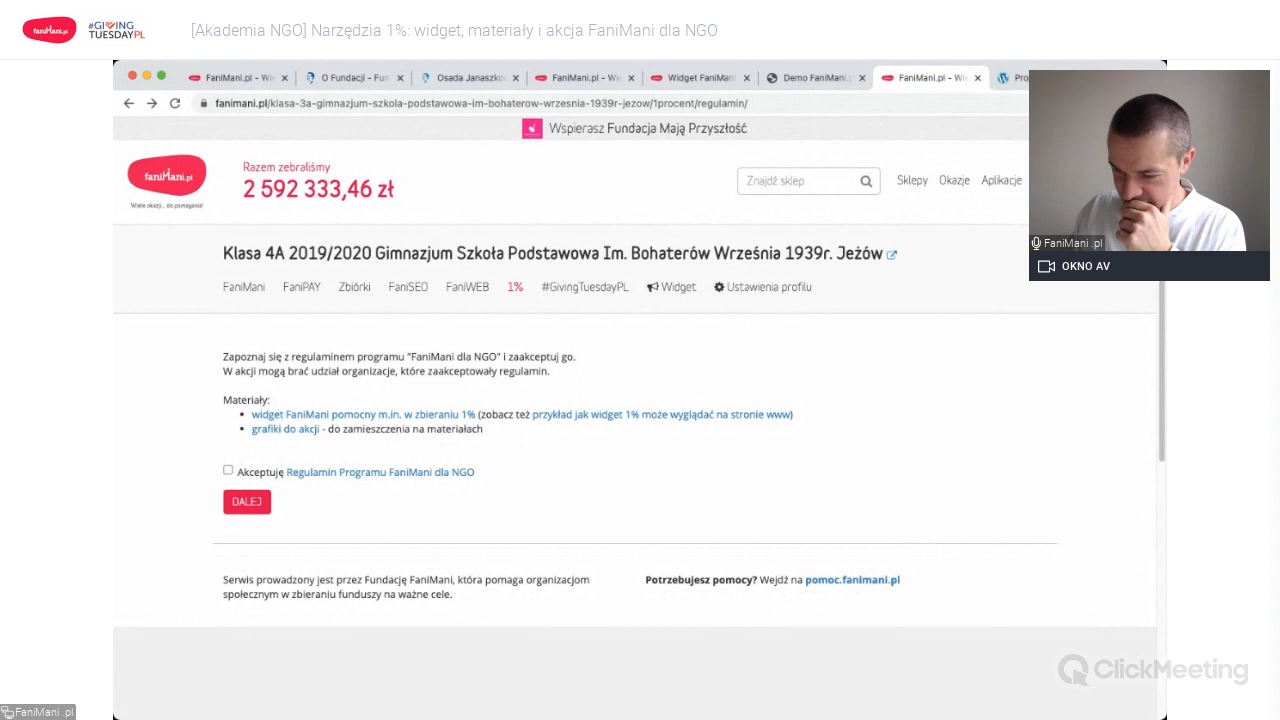 faniMani.pl
#GIVING
TUESDAYPL
[Akademia NGO] Narzędzia 1%: widget, materiały i akcja FaniMani dla NGO
FaniMani.pl - Wie
O Fundacji - Fun
Osada Janaszko
FaniMani.pl - Wie
Widget FaniMani
Demo FaniMani.p
FaniMani.pl - Wi
fanimani.pl/klasa-3a-gimnazjum-szkola-podstawowa-im-bohaterow-wrzesnia-1939r-jezow/1procent/regulamin/
Wspierasz Fundacja Mają Przyszłość
faniMani.pl
Wiele okazji... do pomagania!
Razem zebraliśmy
2 592 333,46 zł
Znajdź sklep
Sklepy Okazje Aplikacje
FaniMani .pl
OKNO AV
Klasa 4A 2019/2020 Gimnazjum Szkoła Podstawowa Im. Bohaterów Września 1939r. Jeżów
FaniMani FaniPAY Zbiórki FaniSEO FaniWEB 1% #GivingTuesdayPL Widget Ustawienia profilu
Zapoznaj się z regulaminem programu "FaniMani dla NGO" i zaakceptuj go.
W akcji mogą brać udział organizacje, które zaakceptowały regulamin.
Materiały:
• widget FaniMani pomocny m.in. w zbieraniu 1% (zobacz też przykład jak widget 1% może wyglądać na stronie www)
• grafiki do akcji - do zamieszczenia na materiałach
Akceptuję Regulamin Programu FaniMani dla NGO
DALEJ
Serwis prowadzony jest przez Fundację FaniMani, która pomaga organizacjom
społecznym w zbieraniu funduszy na ważne cele.
Potrzebujesz pomocy? Wejdź na pomoc.fanimani.pl
ClickMeeting
FaniMani .pl